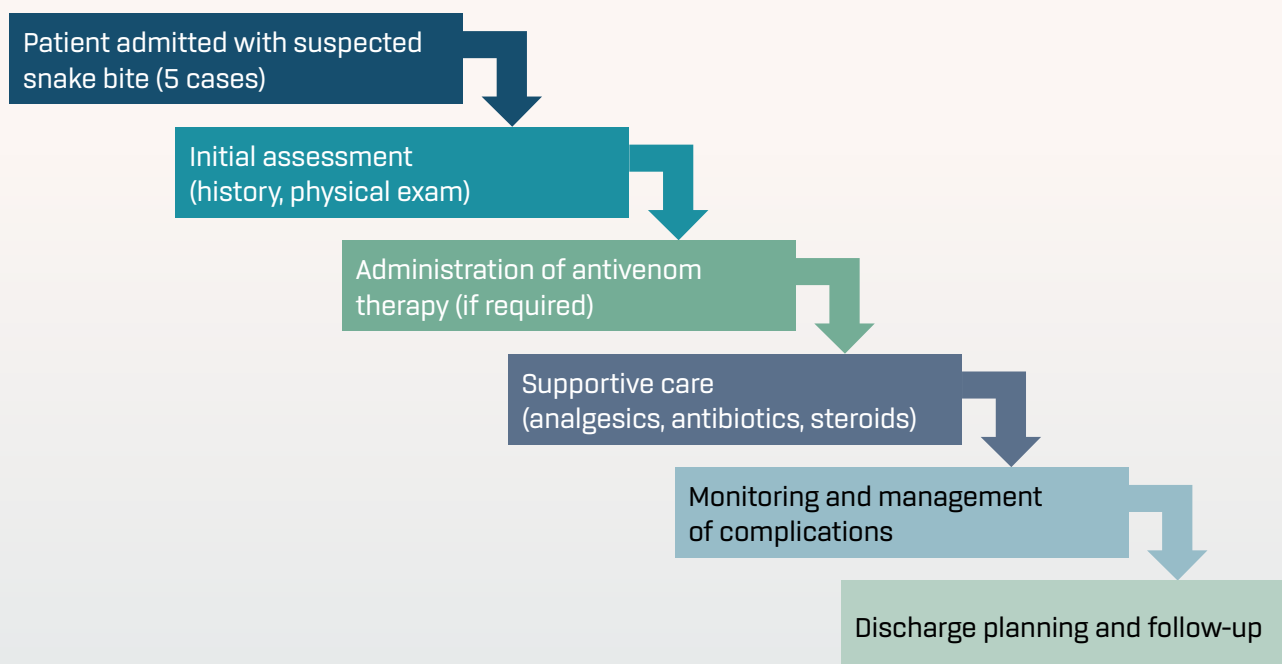 Patient admitted with suspected
snake bite (5 cases)
Initial assessment
(history, physical exam)
Administration of antivenom
therapy (if required)
Supportive care
(analgesics, antibiotics, steroids)
Monitoring and management
of complications
Discharge planning and follow-up